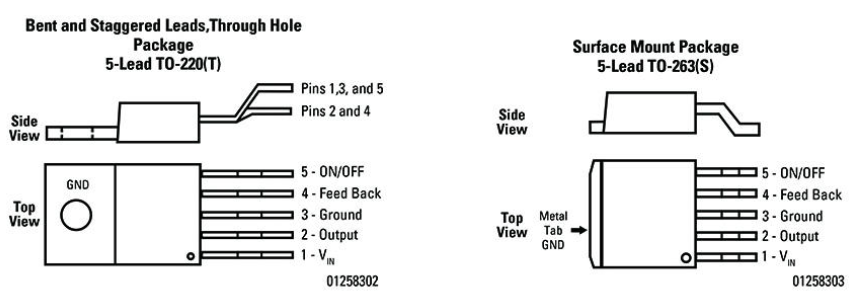 Bent and Staggered Leads,Through Hole
Package
5-Lead TO-220(T)
Side
View
Pins 1,3, and 5
Pins 2 and 4
Top
View
GND
5 - ON/OFF
4 - Feed Back
3 - Ground
2 - Output
1 - VIN
01258302
Surface Mount Package
5-Lead TO-263(S)
Side
View
Top
View
Metal
Tab
GND
5 - ON/OFF
4 - Feed Back
3 - Ground
2 - Output
1 - VIN
01258303